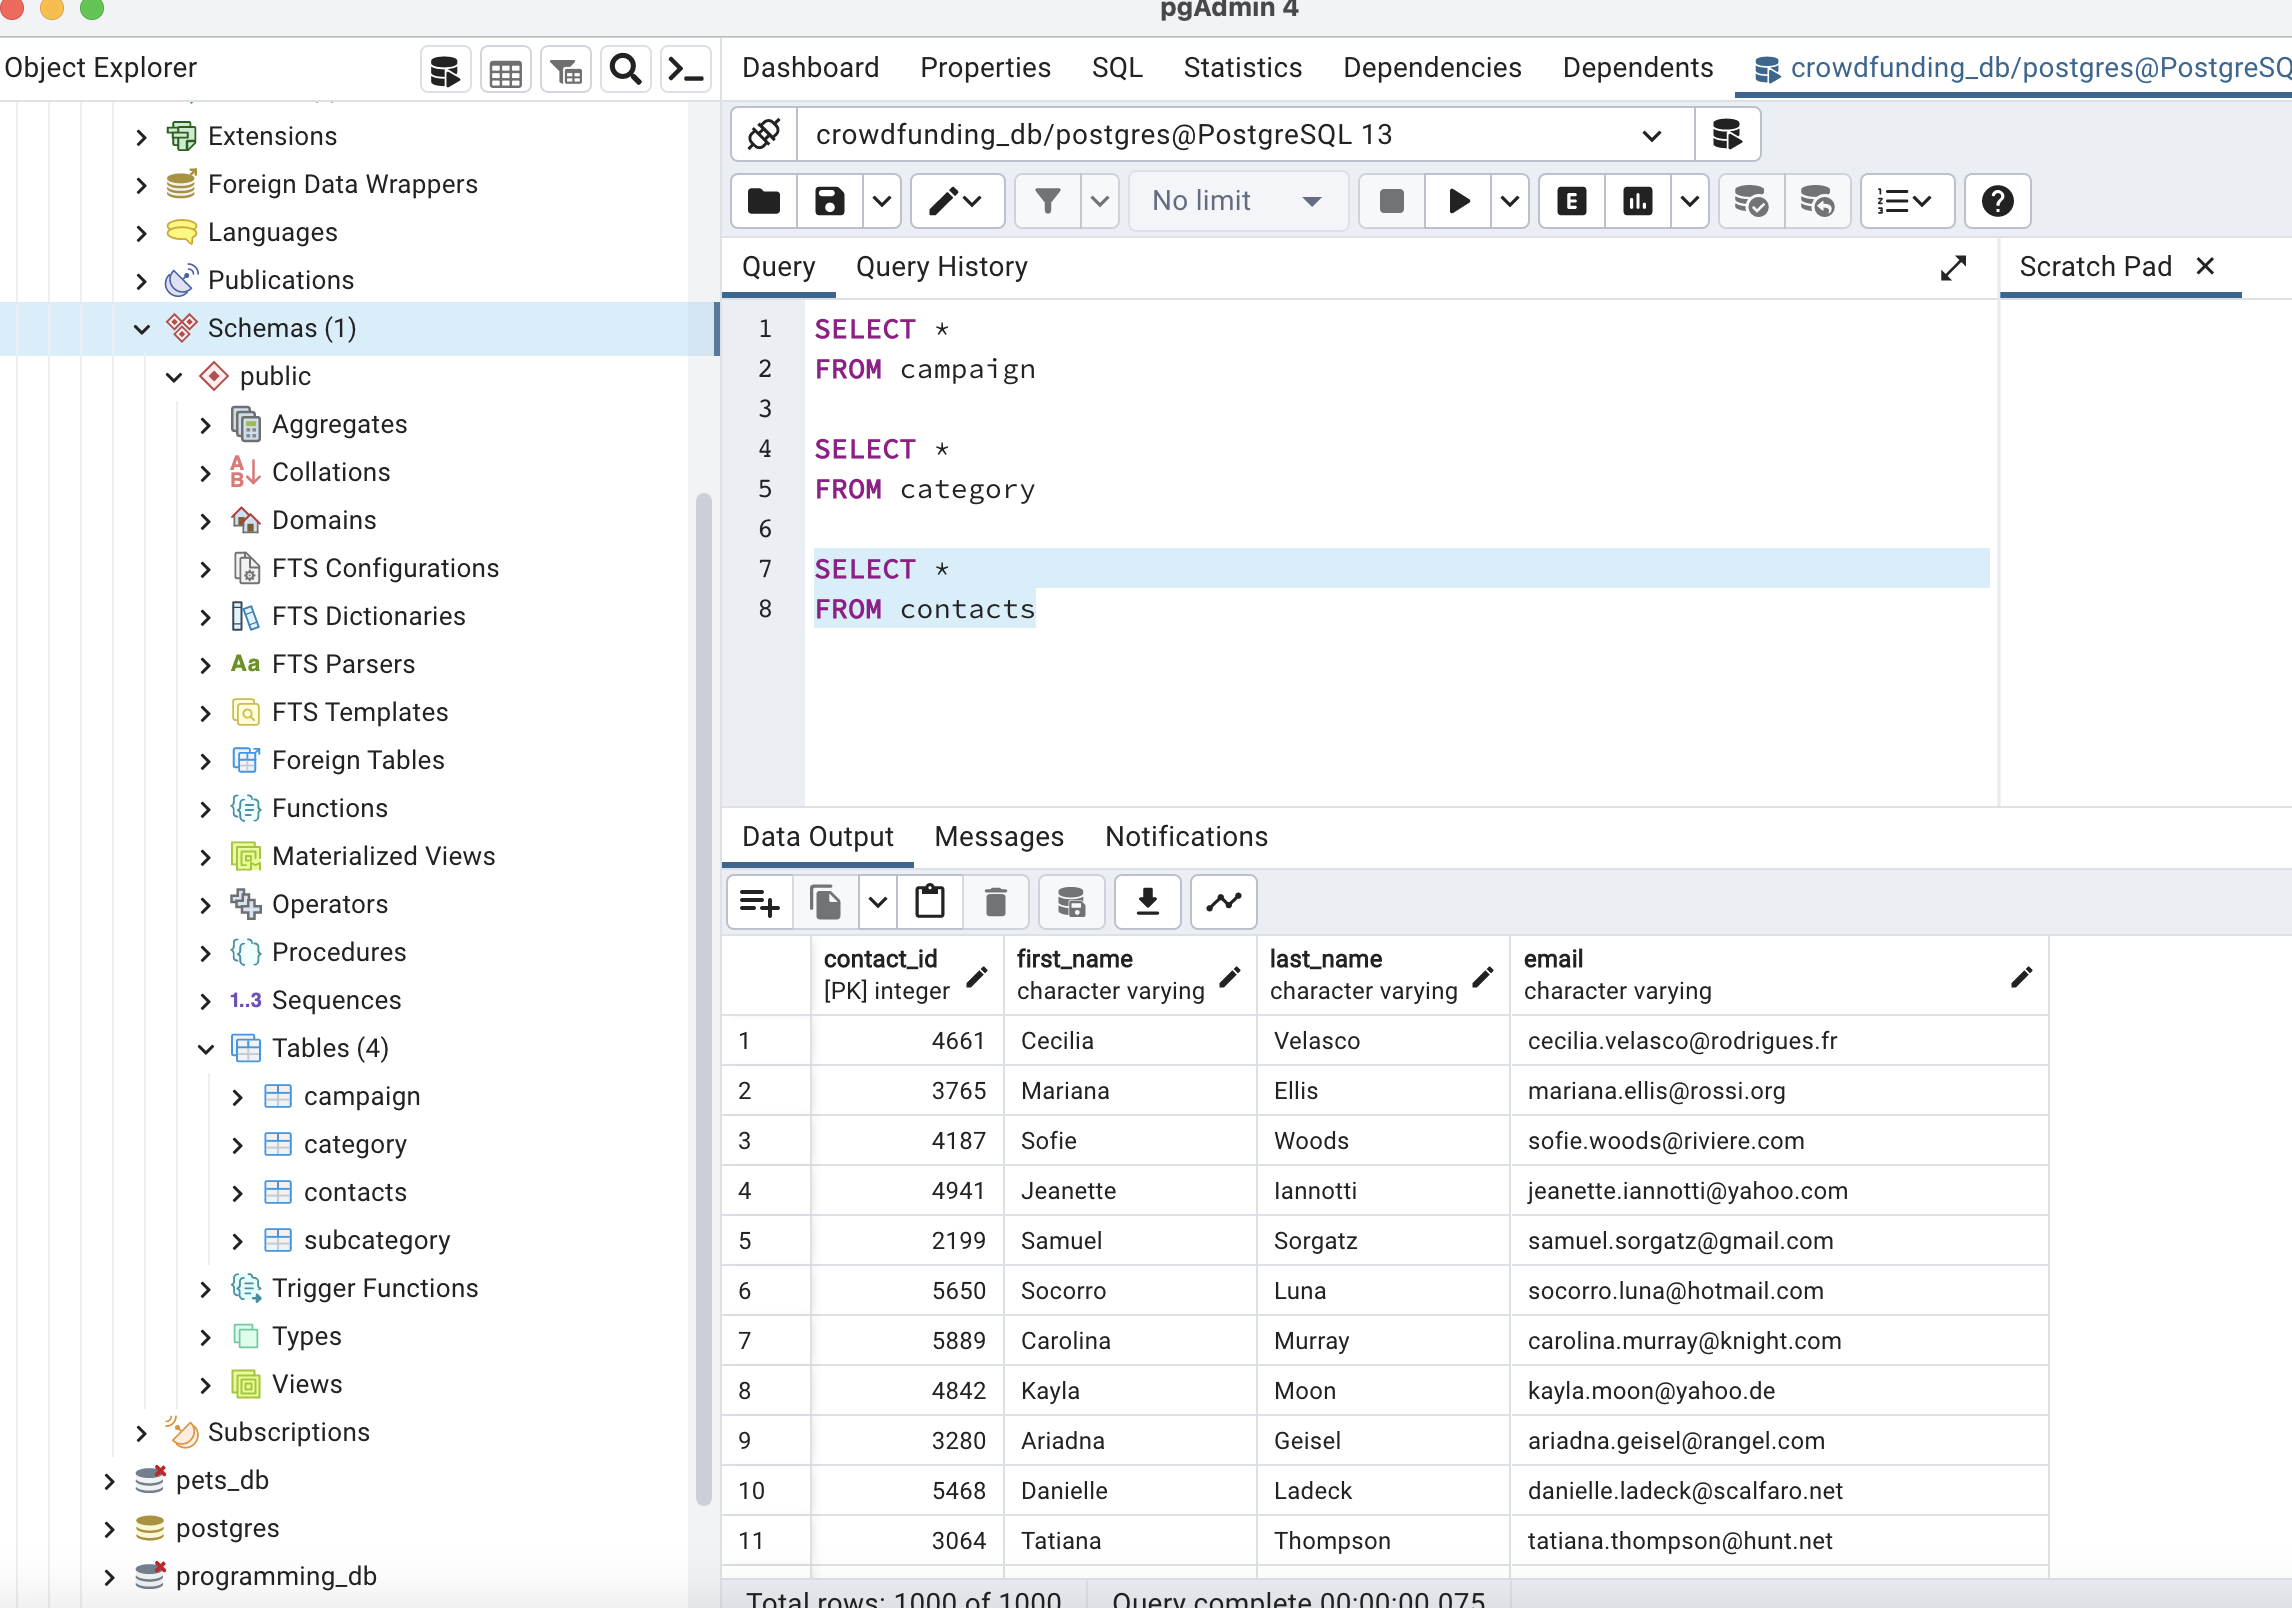 pgAdmin 4
Object Explorer
Extensions
Foreign Data Wrappers
Languages
Publications
Schemas (1)
public
Aggregates
Collations
Domains
FTS Configurations
FTS Dictionaries
Aa FTS Parsers
FTS Templates
Foreign Tables
Functions
Materialized Views
Operators
Procedures
1..3 Sequences
Tables (4)
campaign
category
contacts
subcategory
Trigger Functions
Types
Views
Subscriptions
pets_db
postgres
programming_db
Dashboard Properties SQL Statistics Dependencies Dependents crowdfunding_db/postgres@PostgreSQ
crowdfunding_db/postgres@PostgreSQL 13
No limit
Query Query History
Scratch Pad
1 SELECT *
2 FROM campaign
3
4 SELECT *
5 FROM category
6
7 SELECT *
8 FROM contacts
Data Output Messages Notifications
contact_id first_name last_name email
[PK] integer character varying character varying character varying
1 4661 Cecilia Velasco cecilia.velasco@rodrigues.fr
2 3765 Mariana Ellis mariana.ellis@rossi.org
3 4187 Sofie Woods sofie.woods@riviere.com
4 4941 Jeanette Iannotti jeanette.iannotti@yahoo.com
5 2199 Samuel Sorgatz samuel.sorgatz@gmail.com
6 5650 Socorro Luna socorro.luna@hotmail.com
7 5889 Carolina Murray carolina.murray@knight.com
8 4842 Kayla Moon kayla.moon@yahoo.de
9 3280 Ariadna Geisel ariadna.geisel@rangel.com
10 5468 Danielle Ladeck danielle.ladeck@scalfaro.net
11 3064 Tatiana Thompson tatiana.thompson@hunt.net
Total rows: 1000 of 1000 Query complete 00:00:00.075